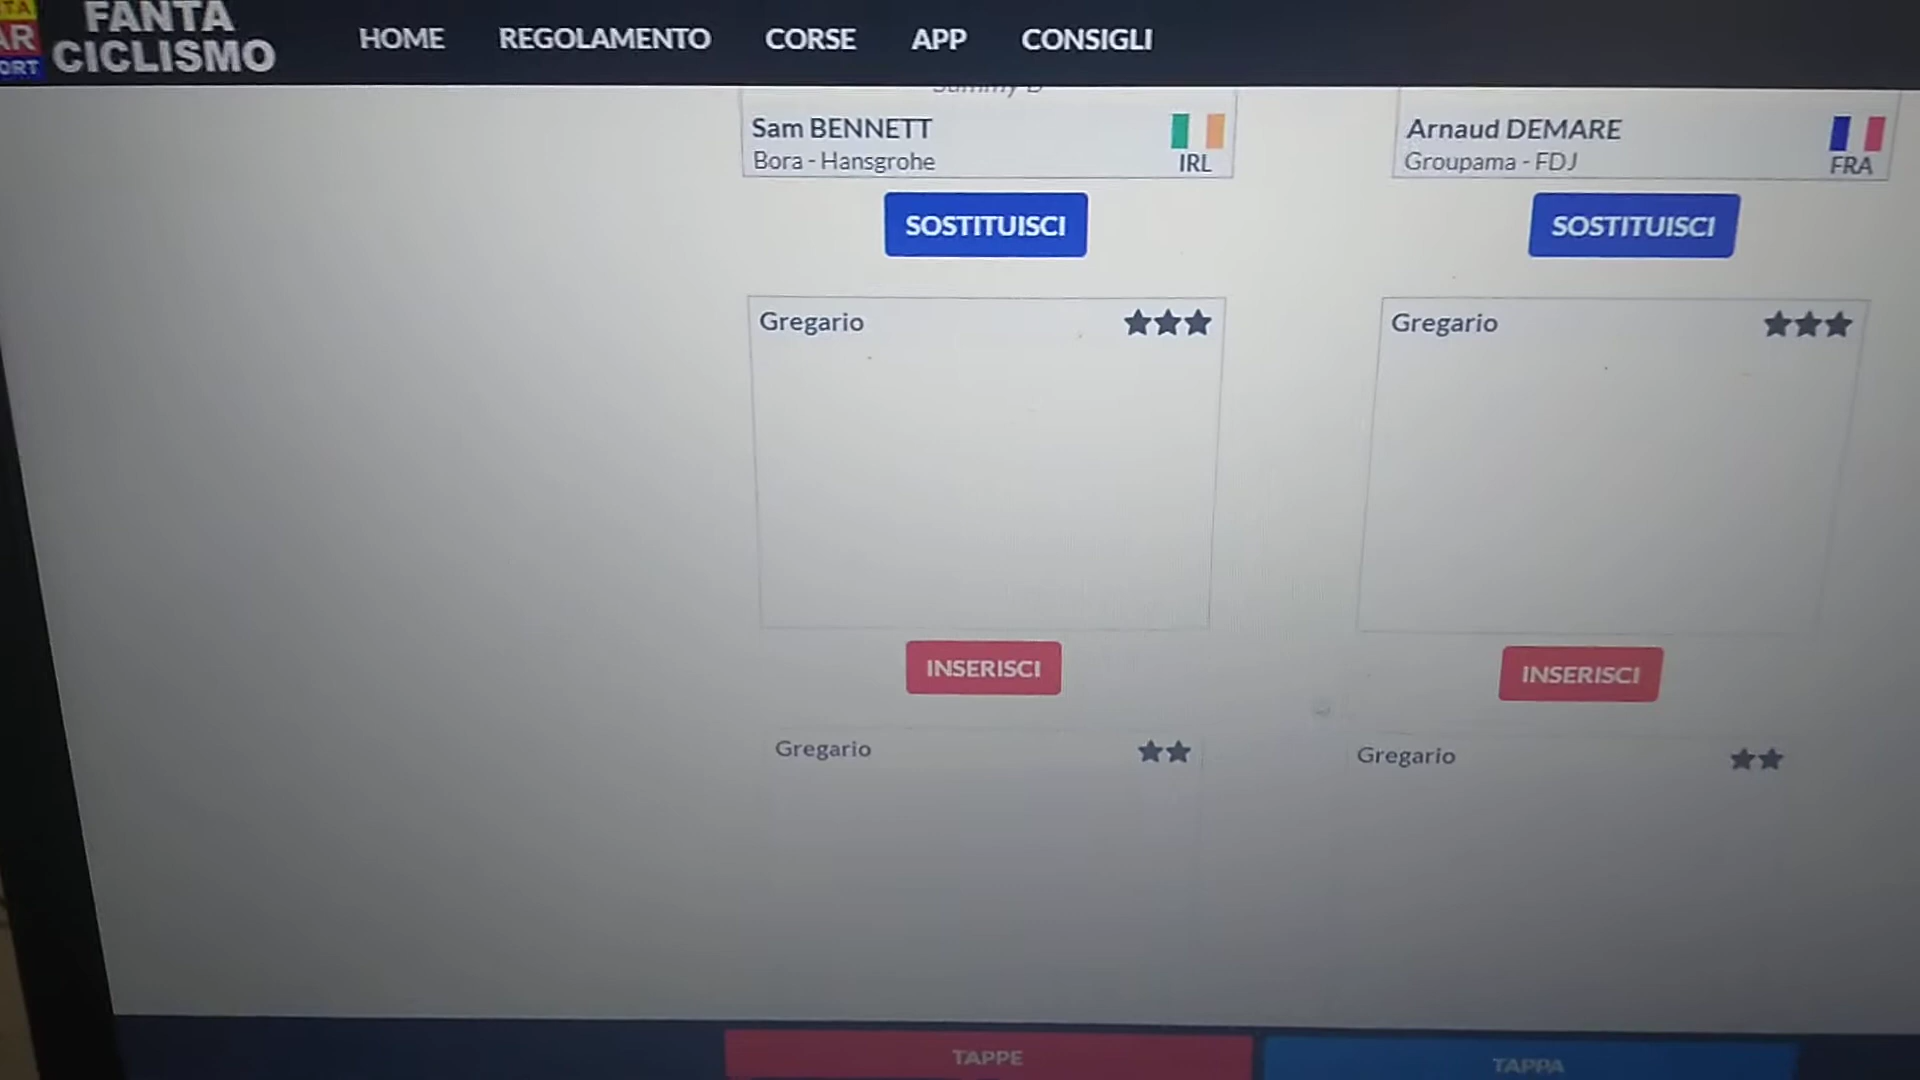 FANTA
CICLISMO
HOME REGOLAMENTO CORSE APP CONSIGLI
Sam BENNETT
Bora - Hansgrohe
IRL
Arnaud DEMARE
Groupama - FDJ
FRA
SOSTITUISCI
SOSTITUISCI
Gregario
Gregario
INSERISCI
INSERISCI
Gregario
Gregario
TAPPE
TAPPA